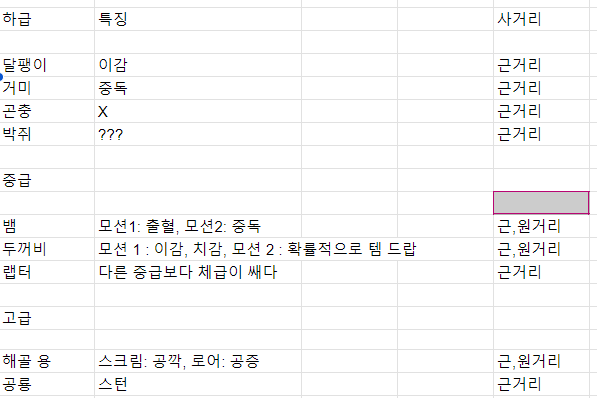 하급 특징 사거리
달팽이 이감 근거리
거미 중독 근거리
곤충 X 근거리
박쥐 ??? 근거리
중급
뱀 모션1: 출혈, 모션2: 중독 근,원거리
두꺼비 모션 1 : 이감, 치감, 모션 2 : 확률적으로 템 드랍 근,원거리
랩터 다른 중급보다 체급이 쌔다 근거리
고급
해골 용 스크림: 공깍, 로어: 공증 근,원거리
공룡 스턴 근거리